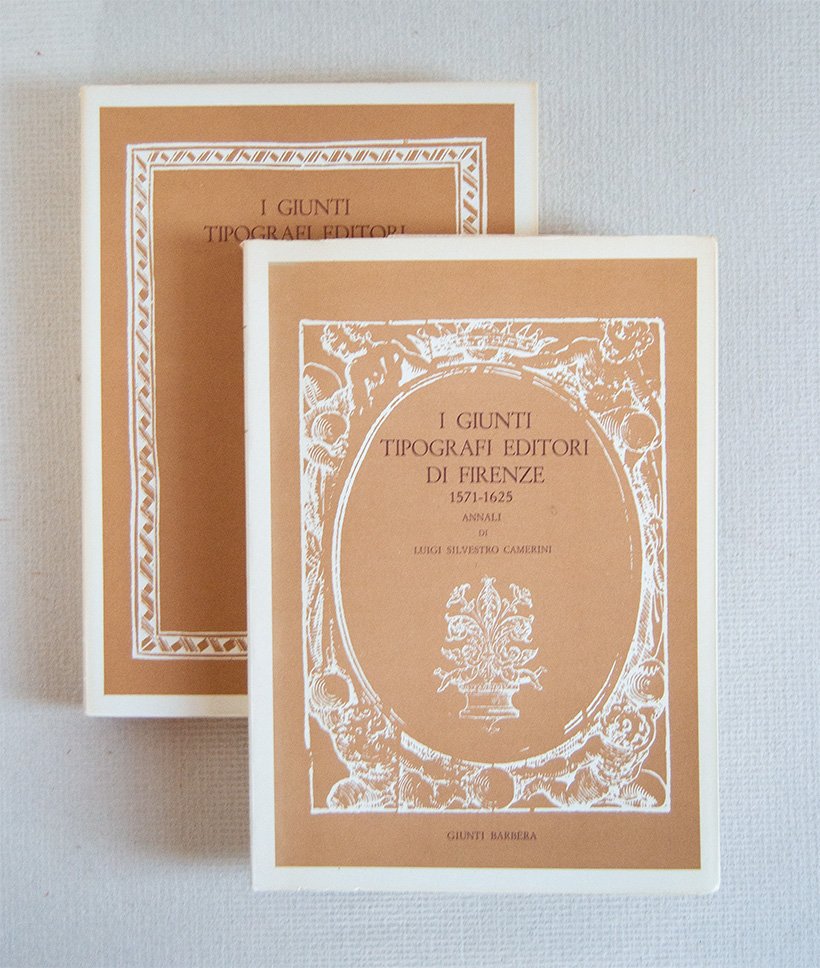 I GIUNTI
TIPOGRAFI EDITORI
I GIUNTI
TIPOGRAFI EDITORI
DI FIRENZE
1571-1625
ANNALI
DI
LUIGI SILVESTRO CAMERINI
GIUNTI BARBÈRA